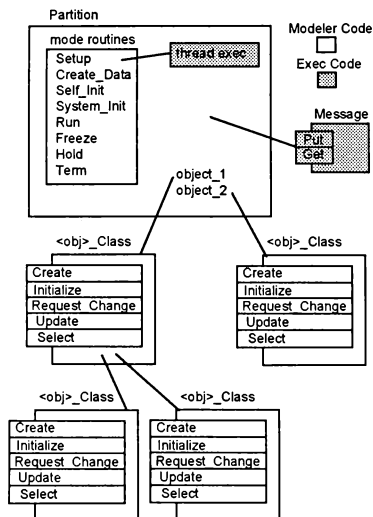 Partition
Modeler Code
Exec Code
mode routines
Setup
Create_Data
Self_Init
System_Init
Run
Freeze
Hold
Term
thread exec
Message
Put
Get
object_1
object_2
<obj>_Class
Create
Initialize
Request_Change
Update
Select
<obj>_Class
Create
Initialize
Request_Change
Update
Select
<obj>_Class
Create
Initialize
Request_Change
Update
Select
<obj>_Class
Create
Initialize
Request_Change
Update
Select